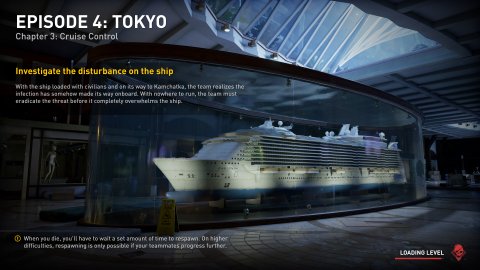 EPISODE 4: TOKYO
Chapter 3: Cruise Control
Investigate the disturbance on the ship
With the ship loaded with civilians and on its way to Kamchatka, the team realizes the
infection has somehow made its way onboard. With nowhere to run, the team must
eradicate the threat before it completely overwhelms the ship.
When you die, you'll have to wait a set amount of time to respawn. On higher
difficulties, respawning is only possible if your teammates progress further.
LOADING LEVEL